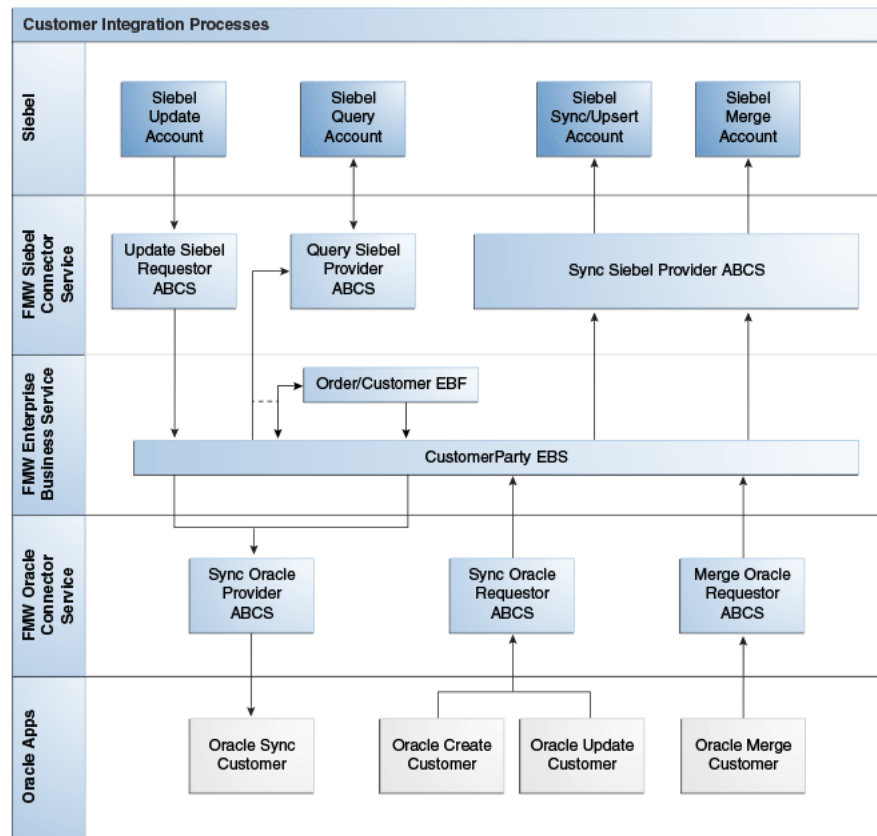 Customer Integration Processes
Siebel
Siebel
Update
Account
Siebel
Query
Account
Siebel
Sync/Upsert
Account
Siebel
Merge
Account
FMW Siebel
Connector
Service
Update Siebel
Requestor
ABCS
Query Siebel
Provider
ABCS
Sync Siebel Provider ABCS
FMW Enterprise
Business Service
Order/Customer EBF
CustomerParty EBS
FMW Oracle
Connector
Service
Sync Oracle
Provider
ABCS
Sync Oracle
Requestor
ABCS
Merge Oracle
Requestor
ABCS
Oracle Apps
Oracle Sync
Customer
Oracle Create
Customer
Oracle Update
Customer
Oracle Merge
Customer